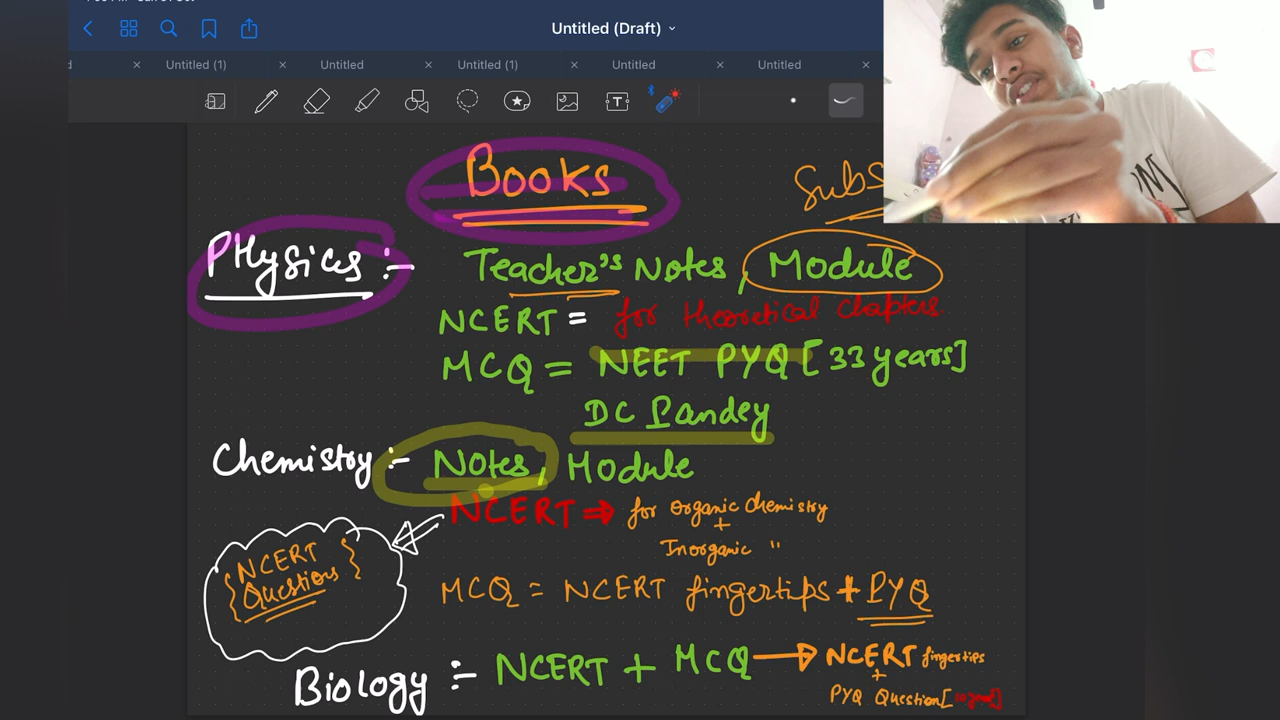 Untitled (Draft)
d Untitled (1) Untitled Untitled (1) Untitled Untitled
Books
Subs
PHysics :- Teacher's Notes, Module
NCERT = for theoretical chapters
MCQ = NEET PYQ [33 years]
DC Pandey
Chemistry :- Notes, Module
NCERT ⇒ for organic chemistry
+
Inorganic "
{NCERT Questions}
MCQ = NCERT fingertips + PYQ
Biology :- NCERT + MCQ → NCERT fingertips
+
PYQ Question[